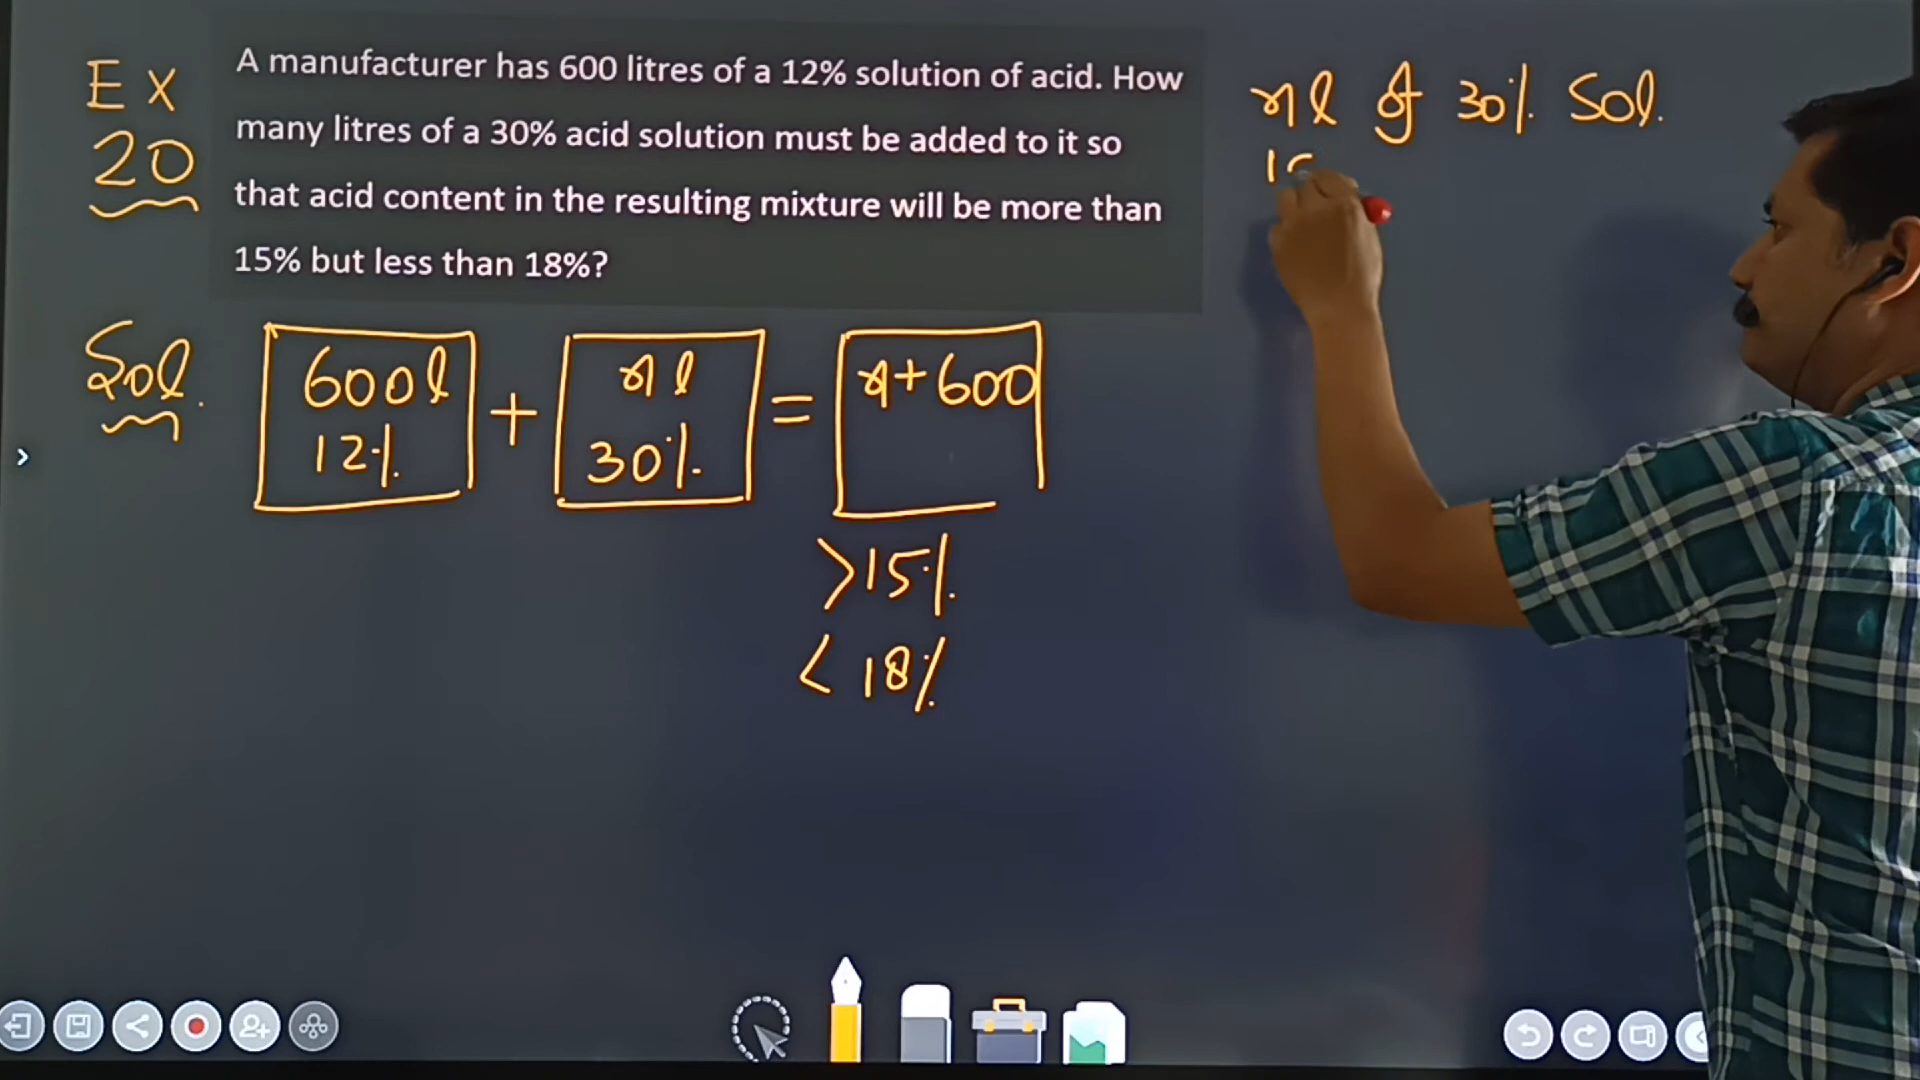 Ex
20
A manufacturer has 600 litres of a 12% solution of acid. How
many litres of a 30% acid solution must be added to it so
that acid content in the resulting mixture will be more than
15% but less than 18%?
x l of 30% Sol.
Sol.
600l + x l = x+600
12% 30%
>15%
< 18%